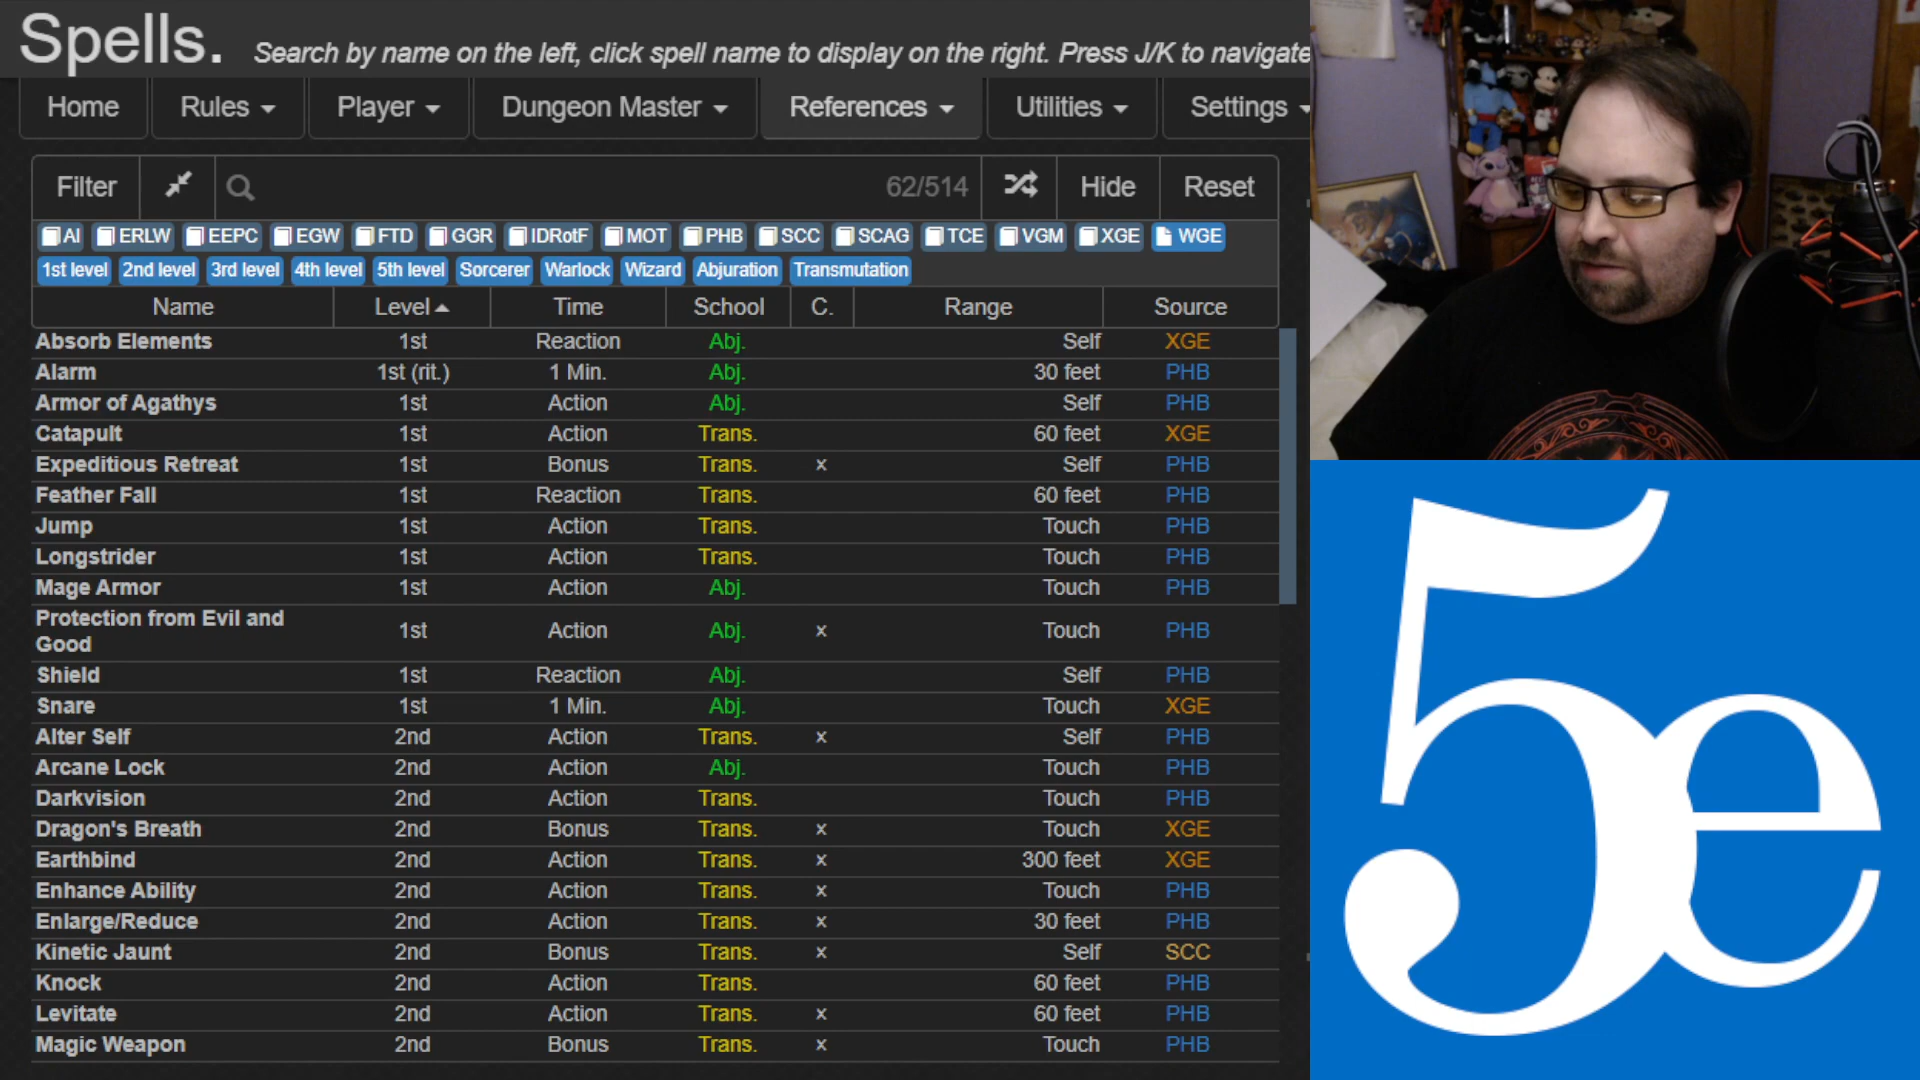 Spells. Search by name on the left, click spell name to display on the right. Press J/K to navigate
Home Rules Player Dungeon Master References Utilities Settings
Filter 62/514 Hide Reset
AI ERLW EEPC EGW FTD GGR IDRotF MOT PHB SCC SCAG TCE VGM XGE WGE
1st level 2nd level 3rd level 4th level 5th level Sorcerer Warlock Wizard Abjuration Transmutation
Name Level Time School C. Range Source
Absorb Elements 1st Reaction Abj. Self XGE
Alarm 1st (rit.) 1 Min. Abj. 30 feet PHB
Armor of Agathys 1st Action Abj. Self PHB
Catapult 1st Action Trans. 60 feet XGE
Expeditious Retreat 1st Bonus Trans. x Self PHB
Feather Fall 1st Reaction Trans. 60 feet PHB
Jump 1st Action Trans. Touch PHB
Longstrider 1st Action Trans. Touch PHB
Mage Armor 1st Action Abj. Touch PHB
Protection from Evil and
Good 1st Action Abj. x Touch PHB
Shield 1st Reaction Abj. Self PHB
Snare 1st 1 Min. Abj. Touch XGE
Alter Self 2nd Action Trans. x Self PHB
Arcane Lock 2nd Action Abj. Touch PHB
Darkvision 2nd Action Trans. Touch PHB
Dragon's Breath 2nd Bonus Trans. x Touch XGE
Earthbind 2nd Action Trans. x 300 feet XGE
Enhance Ability 2nd Action Trans. x Touch PHB
Enlarge/Reduce 2nd Action Trans. x 30 feet PHB
Kinetic Jaunt 2nd Bonus Trans. x Self SCC
Knock 2nd Action Trans. 60 feet PHB
Levitate 2nd Action Trans. x 60 feet PHB
Magic Weapon 2nd Bonus Trans. x Touch PHB
5e